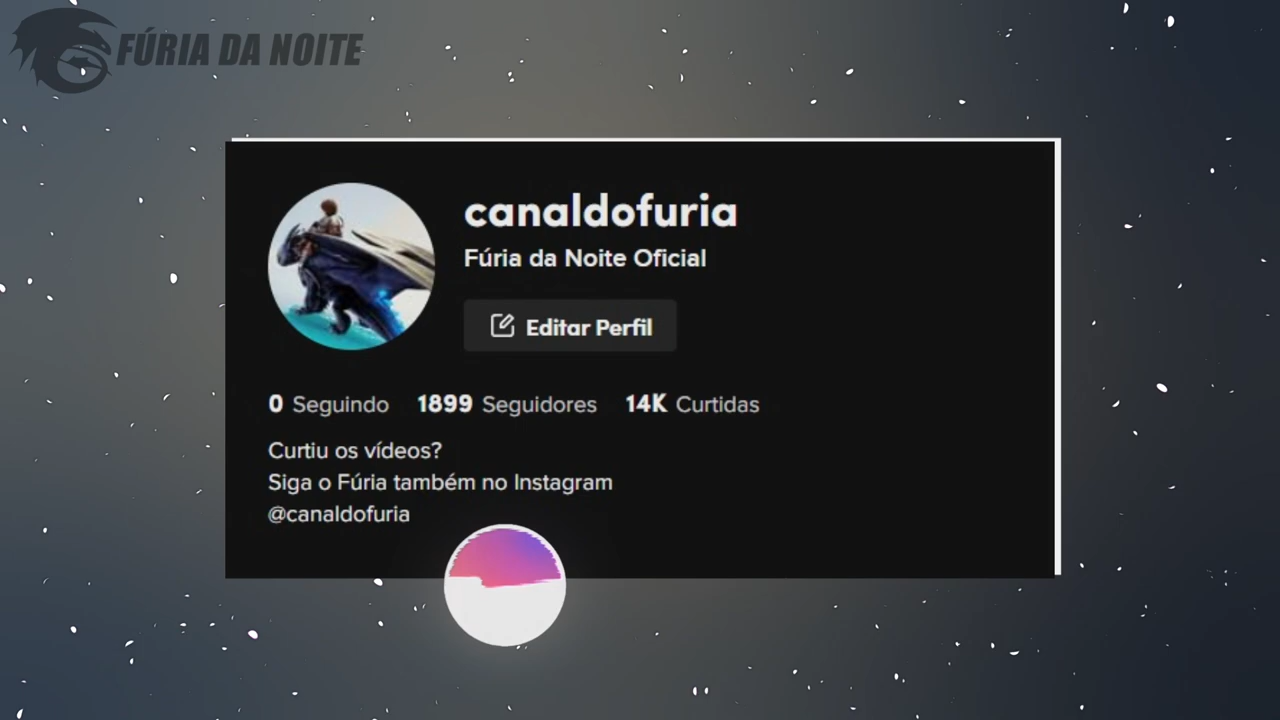 FÚRIA DA NOITE
canaldofuria
Fúria da Noite Oficial
Editar Perfil
0 Seguindo 1899 Seguidores 14K Curtidas
Curtiu os vídeos?
Siga o Fúria também no Instagram
@canaldofuria